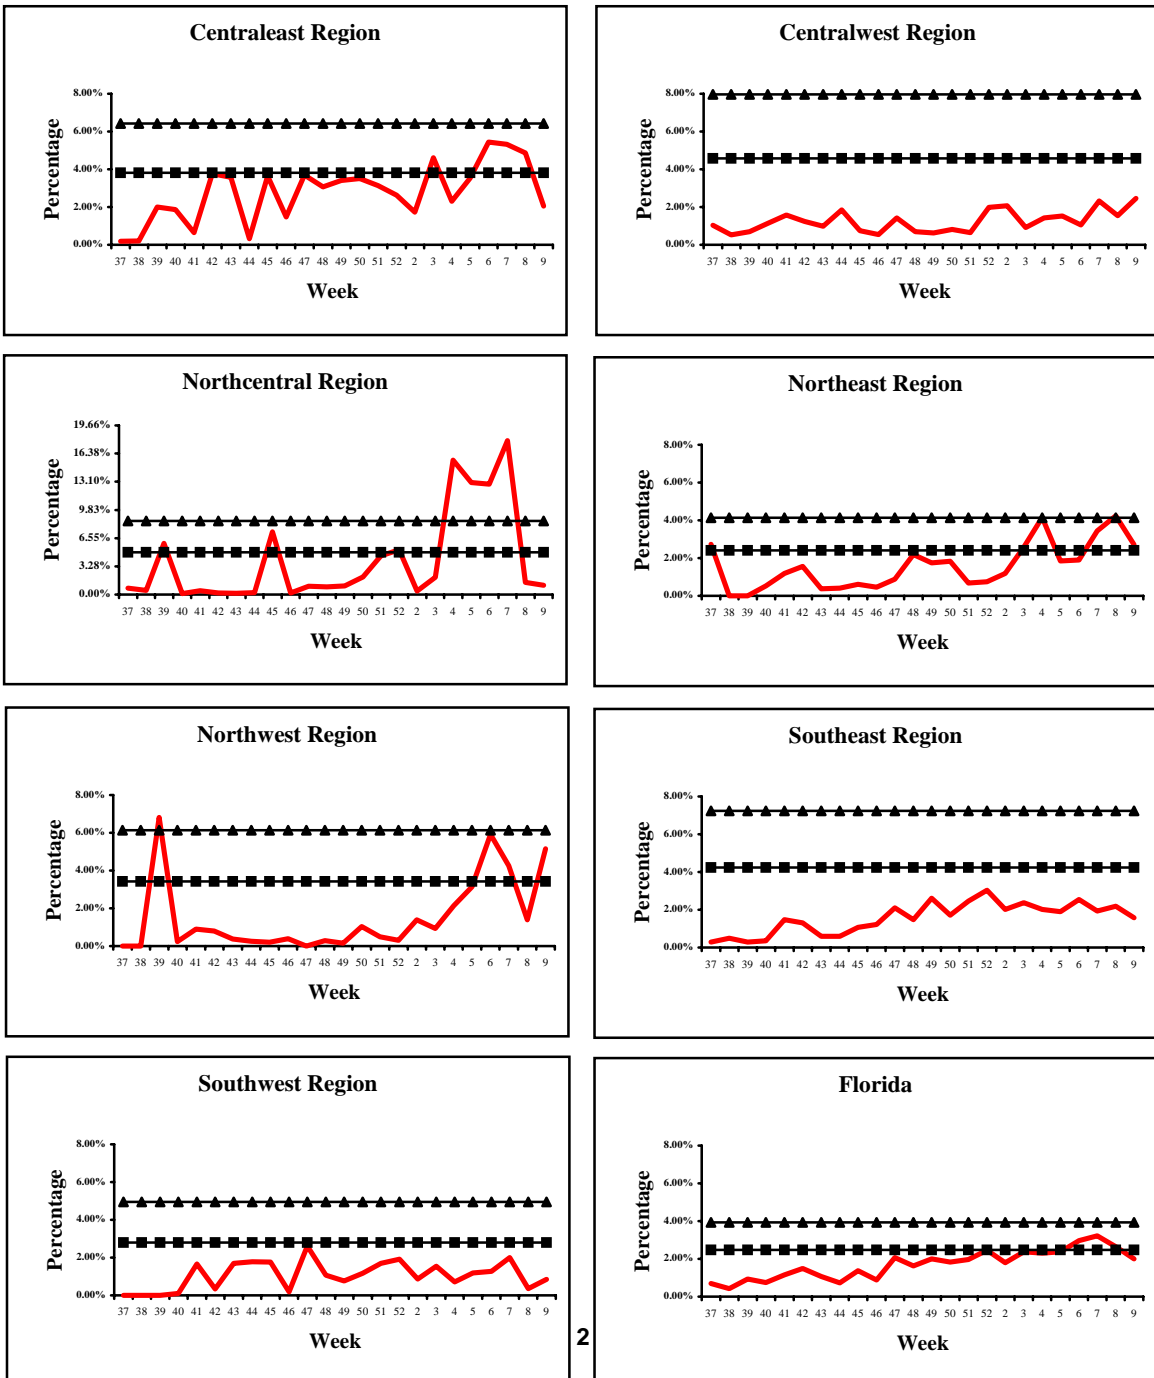 Centraleast Region
Percentage
8.00%
6.00%
4.00%
2.00%
0.00%
37 38 39 40 41 42 43 44 45 46 47 48 49 50 51 52 2 3 4 5 6 7 8 9
Week
Centralwest Region
Percentage
8.00%
6.00%
4.00%
2.00%
0.00%
37 38 39 40 41 42 43 44 45 46 47 48 49 50 51 52 2 3 4 5 6 7 8 9
Week
Northcentral Region
Percentage
19.66%
16.38%
13.10%
9.83%
6.55%
3.28%
0.00%
37 38 39 40 41 42 43 44 45 46 47 48 49 50 51 52 2 3 4 5 6 7 8 9
Week
Northeast Region
Percentage
8.00%
6.00%
4.00%
2.00%
0.00%
37 38 39 40 41 42 43 44 45 46 47 48 49 50 51 52 2 3 4 5 6 7 8 9
Week
Northwest Region
Percentage
8.00%
6.00%
4.00%
2.00%
0.00%
37 38 39 40 41 42 43 44 45 46 47 48 49 50 51 52 2 3 4 5 6 7 8 9
Week
Southeast Region
Percentage
8.00%
6.00%
4.00%
2.00%
0.00%
37 38 39 40 41 42 43 44 45 46 47 48 49 50 51 52 2 3 4 5 6 7 8 9
Week
Southwest Region
Percentage
8.00%
6.00%
4.00%
2.00%
0.00%
37 38 39 40 41 42 43 44 45 46 47 48 49 50 51 52 2 3 4 5 6 7 8 9
Week
Florida
Percentage
8.00%
6.00%
4.00%
2.00%
0.00%
37 38 39 40 41 42 43 44 45 46 47 48 49 50 51 52 2 3 4 5 6 7 8 9
Week
2